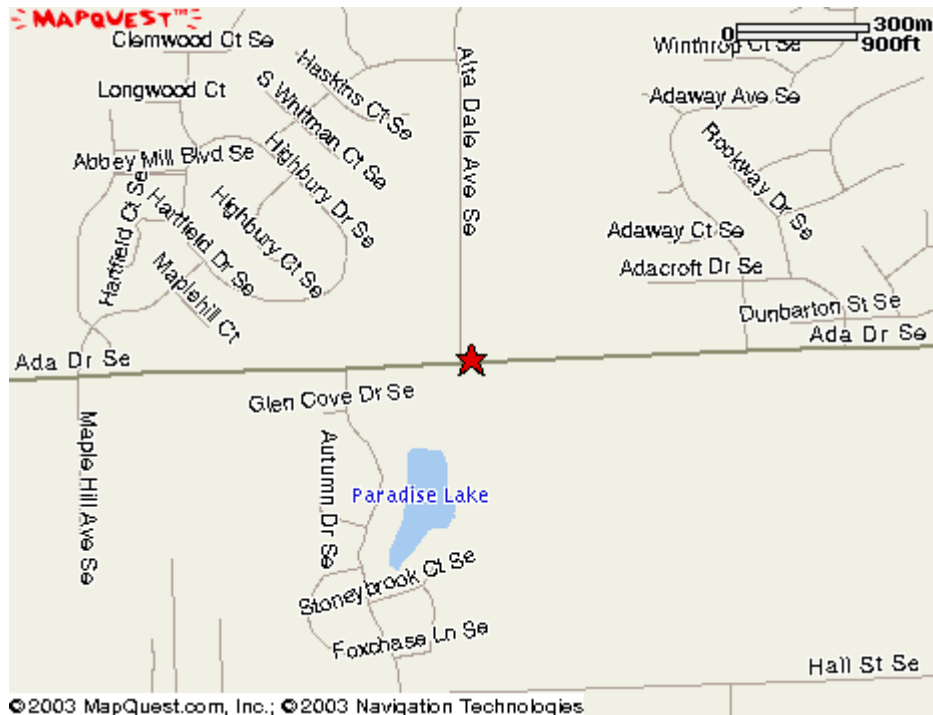 MAPQUEST™
0 300m
900ft
Clemwood Ct Se
Winthrop Ct Se
Longwood Ct
Haskins Ct Se
S Whitman Ct Se
Alta Dale Ave Se
Adaway Ave Se
Rookway Dr Se
Abbey Mill Blvd Se
Highbury Dr Se
Hartfield Ct Se
Hartfield Dr Se
Highbury Ct Se
Adaway Ct Se
Adacroft Dr Se
Maplehill Ct
Dunbarton St Se
Ada Dr Se
Ada Dr Se
Glen Cove Dr Se
Maple Hill Ave Se
Autumn Dr Se
Paradise Lake
Stoneybrook Ct Se
Foxchase Ln Se
Hall St Se
©2003 MapQuest.com, Inc.; ©2003 Navigation Technologies